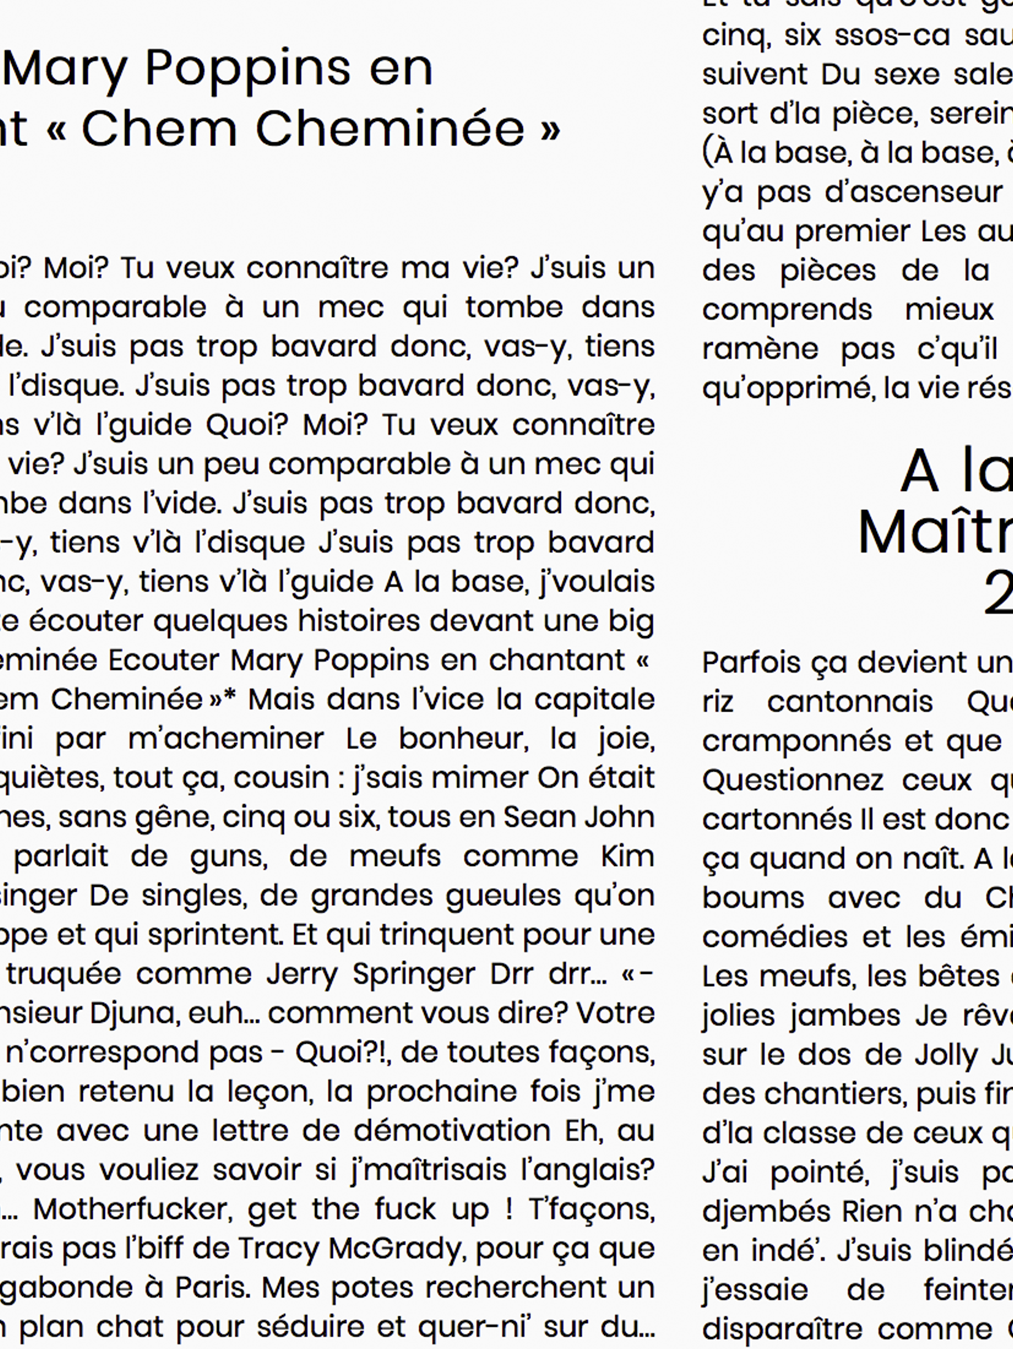 Mary Poppins en
nt « Chem Cheminée »
oi? Moi? Tu veux connaître ma vie? J’suis un
u comparable à un mec qui tombe dans
de. J’suis pas trop bavard donc, vas-y, tiens
l’disque. J’suis pas trop bavard donc, vas-y,
ns v’là l’guide Quoi? Moi? Tu veux connaître
vie? J’suis un peu comparable à un mec qui
mbe dans l’vide. J’suis pas trop bavard donc,
-y, tiens v’là l’disque J’suis pas trop bavard
nc, vas-y, tiens v’là l’guide A la base, j’voulais
te écouter quelques histoires devant une big
eminée Ecouter Mary Poppins en chantant «
em Cheminée »* Mais dans l’vice la capitale
fini par m’acheminer Le bonheur, la joie,
quiètes, tout ça, cousin : j’sais mimer On était
nes, sans gêne, cinq ou six, tous en Sean John
parlait de guns, de meufs comme Kim
singer De singles, de grandes gueules qu’on
ppe et qui sprintent. Et qui trinquent pour une
truquée comme Jerry Springer Drr drr... «-
nsieur Djuna, euh... comment vous dire? Votre
n’correspond pas - Quoi?!, de toutes façons,
bien retenu la leçon, la prochaine fois j’me
nte avec une lettre de démotivation Eh, au
, vous vouliez savoir si j’maîtrisais l’anglais?
... Motherfucker, get the fuck up ! T’façons,
rais pas l’biff de Tracy McGrady, pour ça que
gabonde à Paris. Mes potes recherchent un
n plan chat pour séduire et quer-ni’ sur du...
Et tu sais qu’c’est
cinq, six ssos-ca sau
suivent Du sexe sale
sort d’la pièce, serein
(À la base, à la base, à
y’a pas d’ascenseur
qu’au premier Les au
des pièces de la
comprends mieux
ramène pas c’qu’il
qu’opprimé, la vie rés
A la
Maîtr
2
Parfois ça devient un
riz cantonnais Que
cramponnés et que
Questionnez ceux qu
cartonnés Il est donc
ça quand on naît. A l
boums avec du Ch
comédies et les émi
Les meufs, les bêtes
jolies jambes Je rêve
sur le dos de Jolly Ju
des chantiers, puis fin
d’la classe de ceux qu
J’ai pointé, j’suis pa
djembés Rien n’a cha
en indé’. J’suis blindé
j’essaie de feinter
disparaître comme